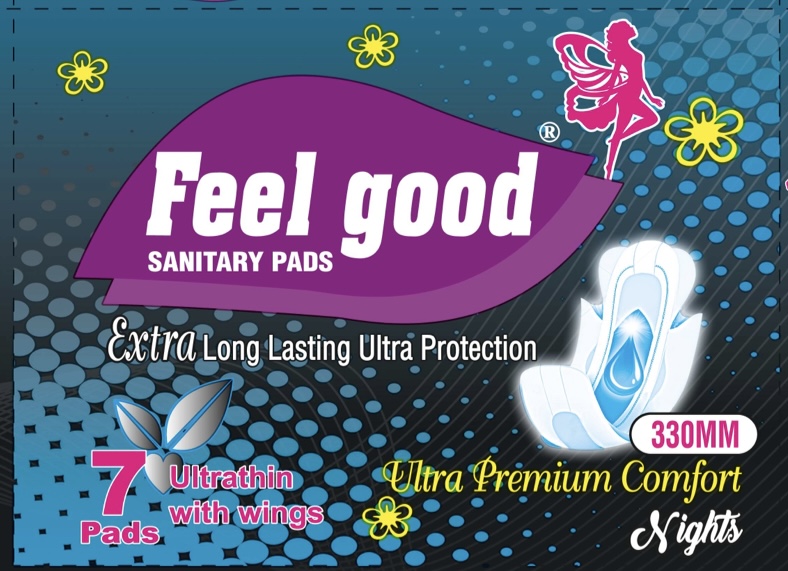 ®
Feel good
SANITARY PADS
Extra Long Lasting Ultra Protection
330MM
7 Pads
Ultrathin
with wings
Ultra Premium Comfort
Nights